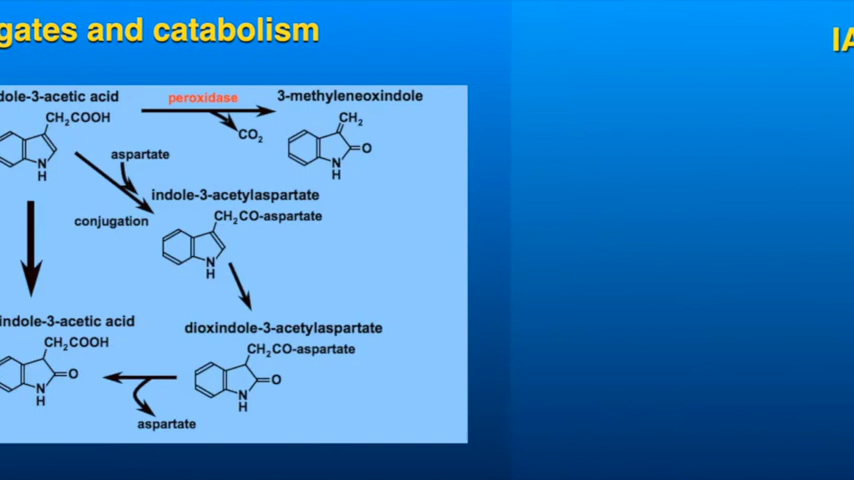 gates and catabolism
IA
dole-3-acetic acid
peroxidase
3-methyleneoxindole
CH₂COOH
CH₂
CO₂
O
N
H
N
H
aspartate
indole-3-acetylaspartate
CH₂CO-aspartate
conjugation
N
H
indole-3-acetic acid
dioxindole-3-acetylaspartate
CH₂COOH
CH₂CO-aspartate
O
O
N
H
N
H
aspartate